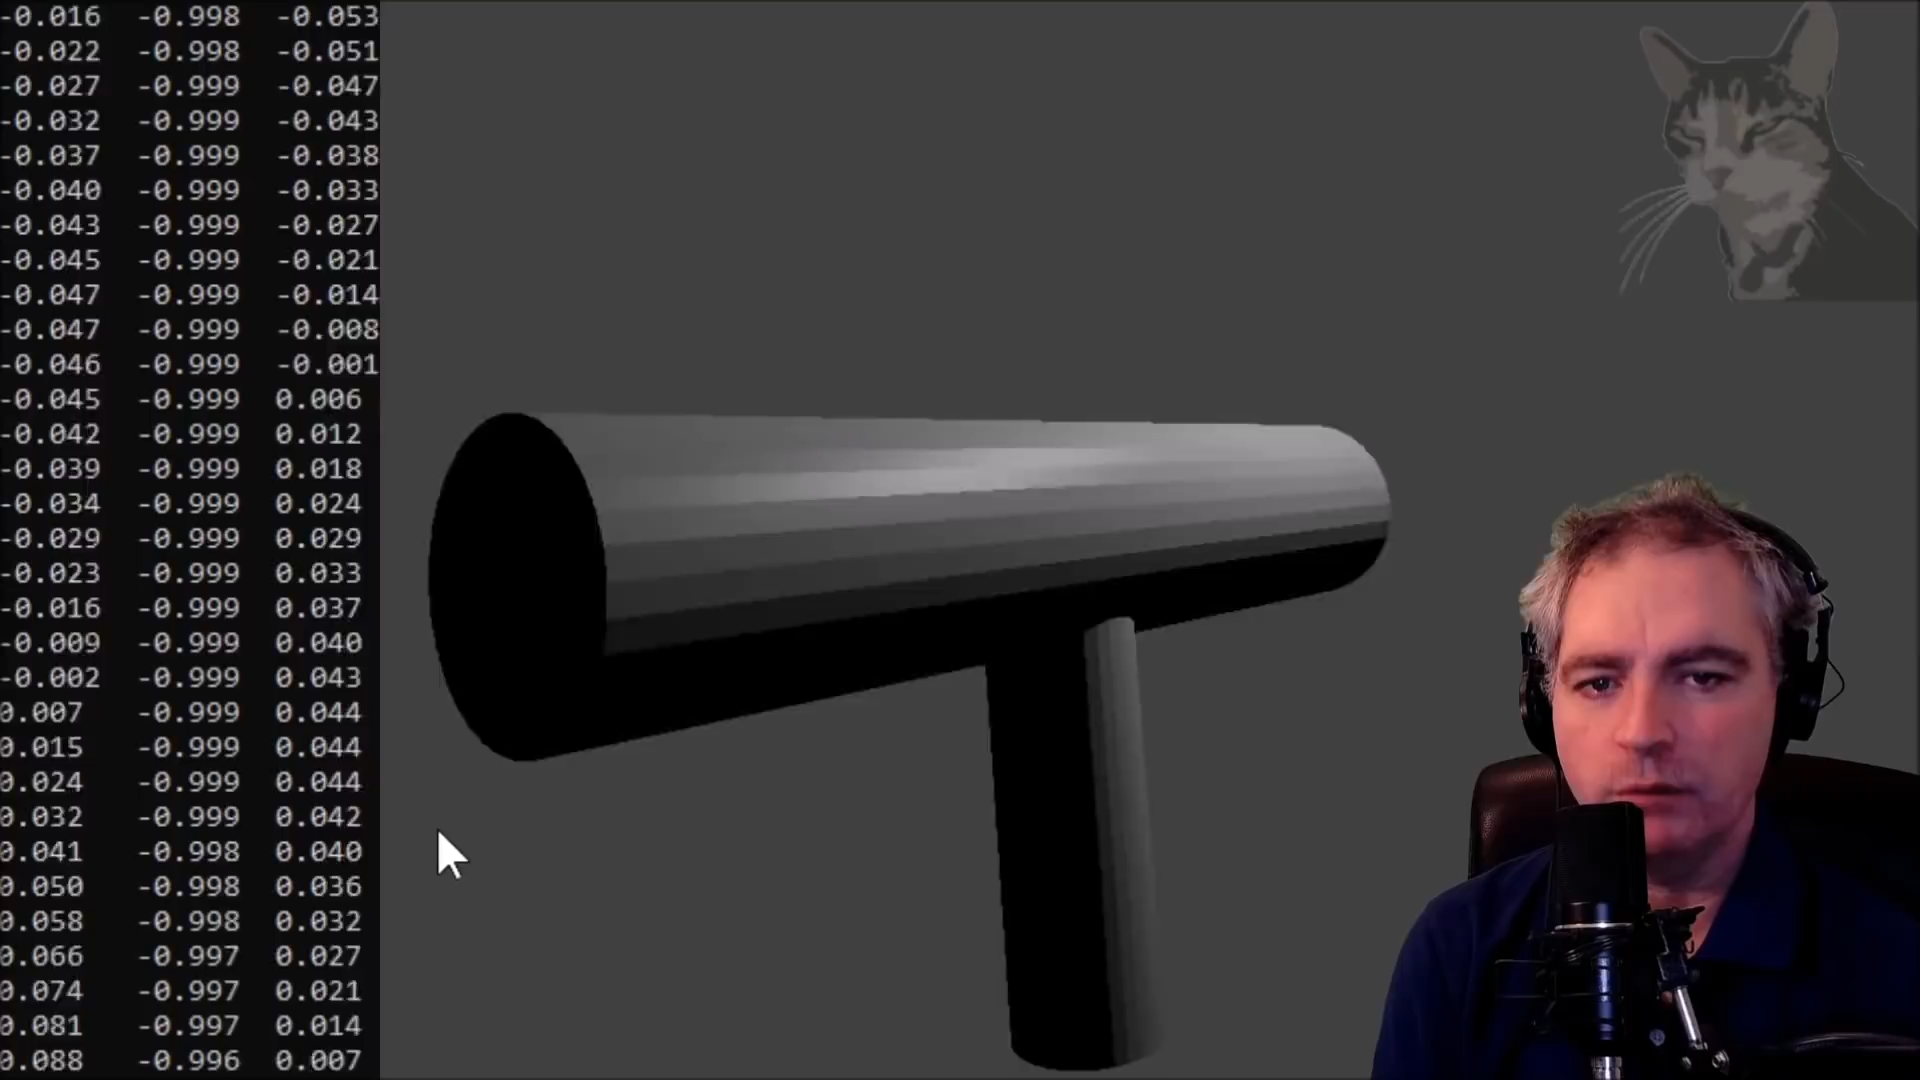 -0.016 -0.998 -0.053
-0.022 -0.998 -0.051
-0.027 -0.999 -0.047
-0.032 -0.999 -0.043
-0.037 -0.999 -0.038
-0.040 -0.999 -0.033
-0.043 -0.999 -0.027
-0.045 -0.999 -0.021
-0.047 -0.999 -0.014
-0.047 -0.999 -0.008
-0.046 -0.999 -0.001
-0.045 -0.999 0.006
-0.042 -0.999 0.012
-0.039 -0.999 0.018
-0.034 -0.999 0.024
-0.029 -0.999 0.029
-0.023 -0.999 0.033
-0.016 -0.999 0.037
-0.009 -0.999 0.040
-0.002 -0.999 0.043
0.007 -0.999 0.044
0.015 -0.999 0.044
0.024 -0.999 0.044
0.032 -0.999 0.042
0.041 -0.998 0.040
0.050 -0.998 0.036
0.058 -0.998 0.032
0.066 -0.997 0.027
0.074 -0.997 0.021
0.081 -0.997 0.014
0.088 -0.996 0.007